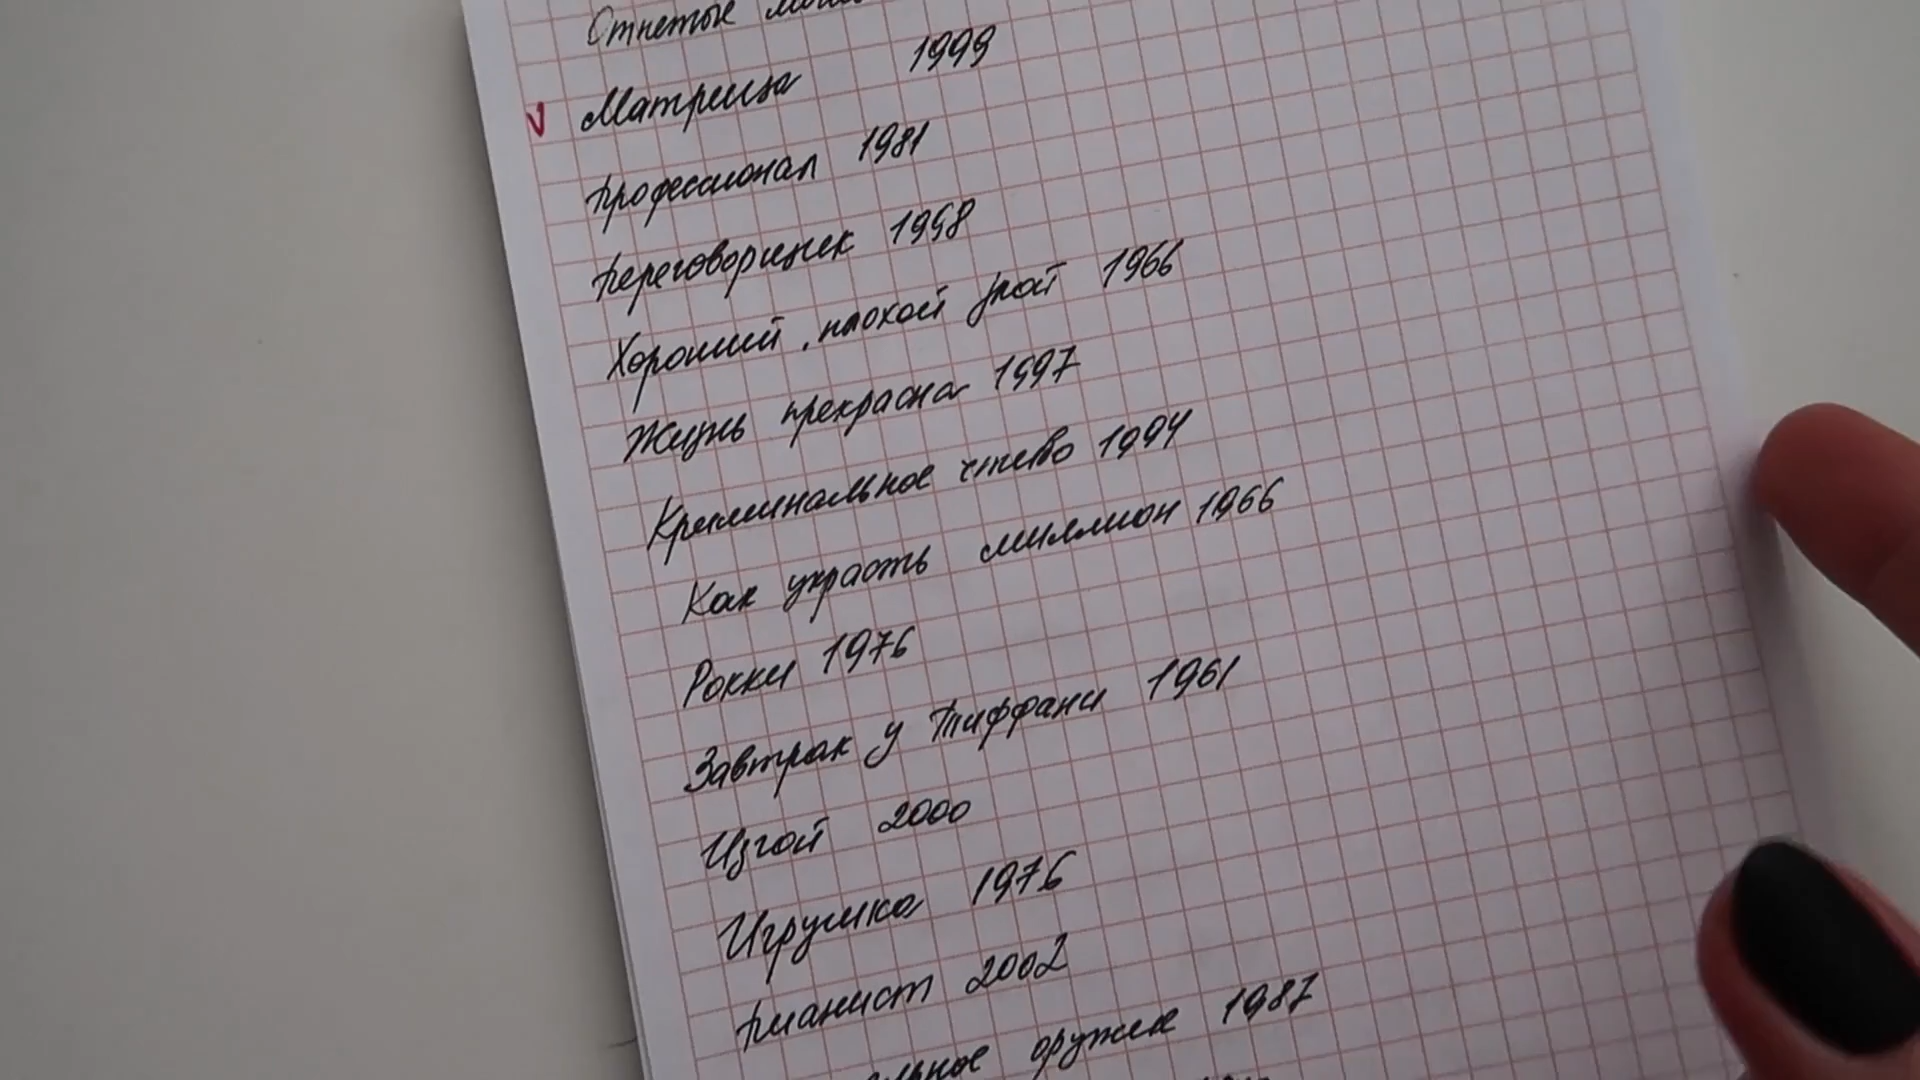 Отпетые
V Матрица 1999
Профессионал 1981
Переговорщик 1998
Хороший, плохой злой 1966
Жизнь прекрасна 1997
Криминальное чтиво 1994
Как украсть миллион 1966
Рокки 1976
Завтрак у Тиффани 1961
Изгой 2000
Игрушка 1976
Пианист 2002
оружие 1987